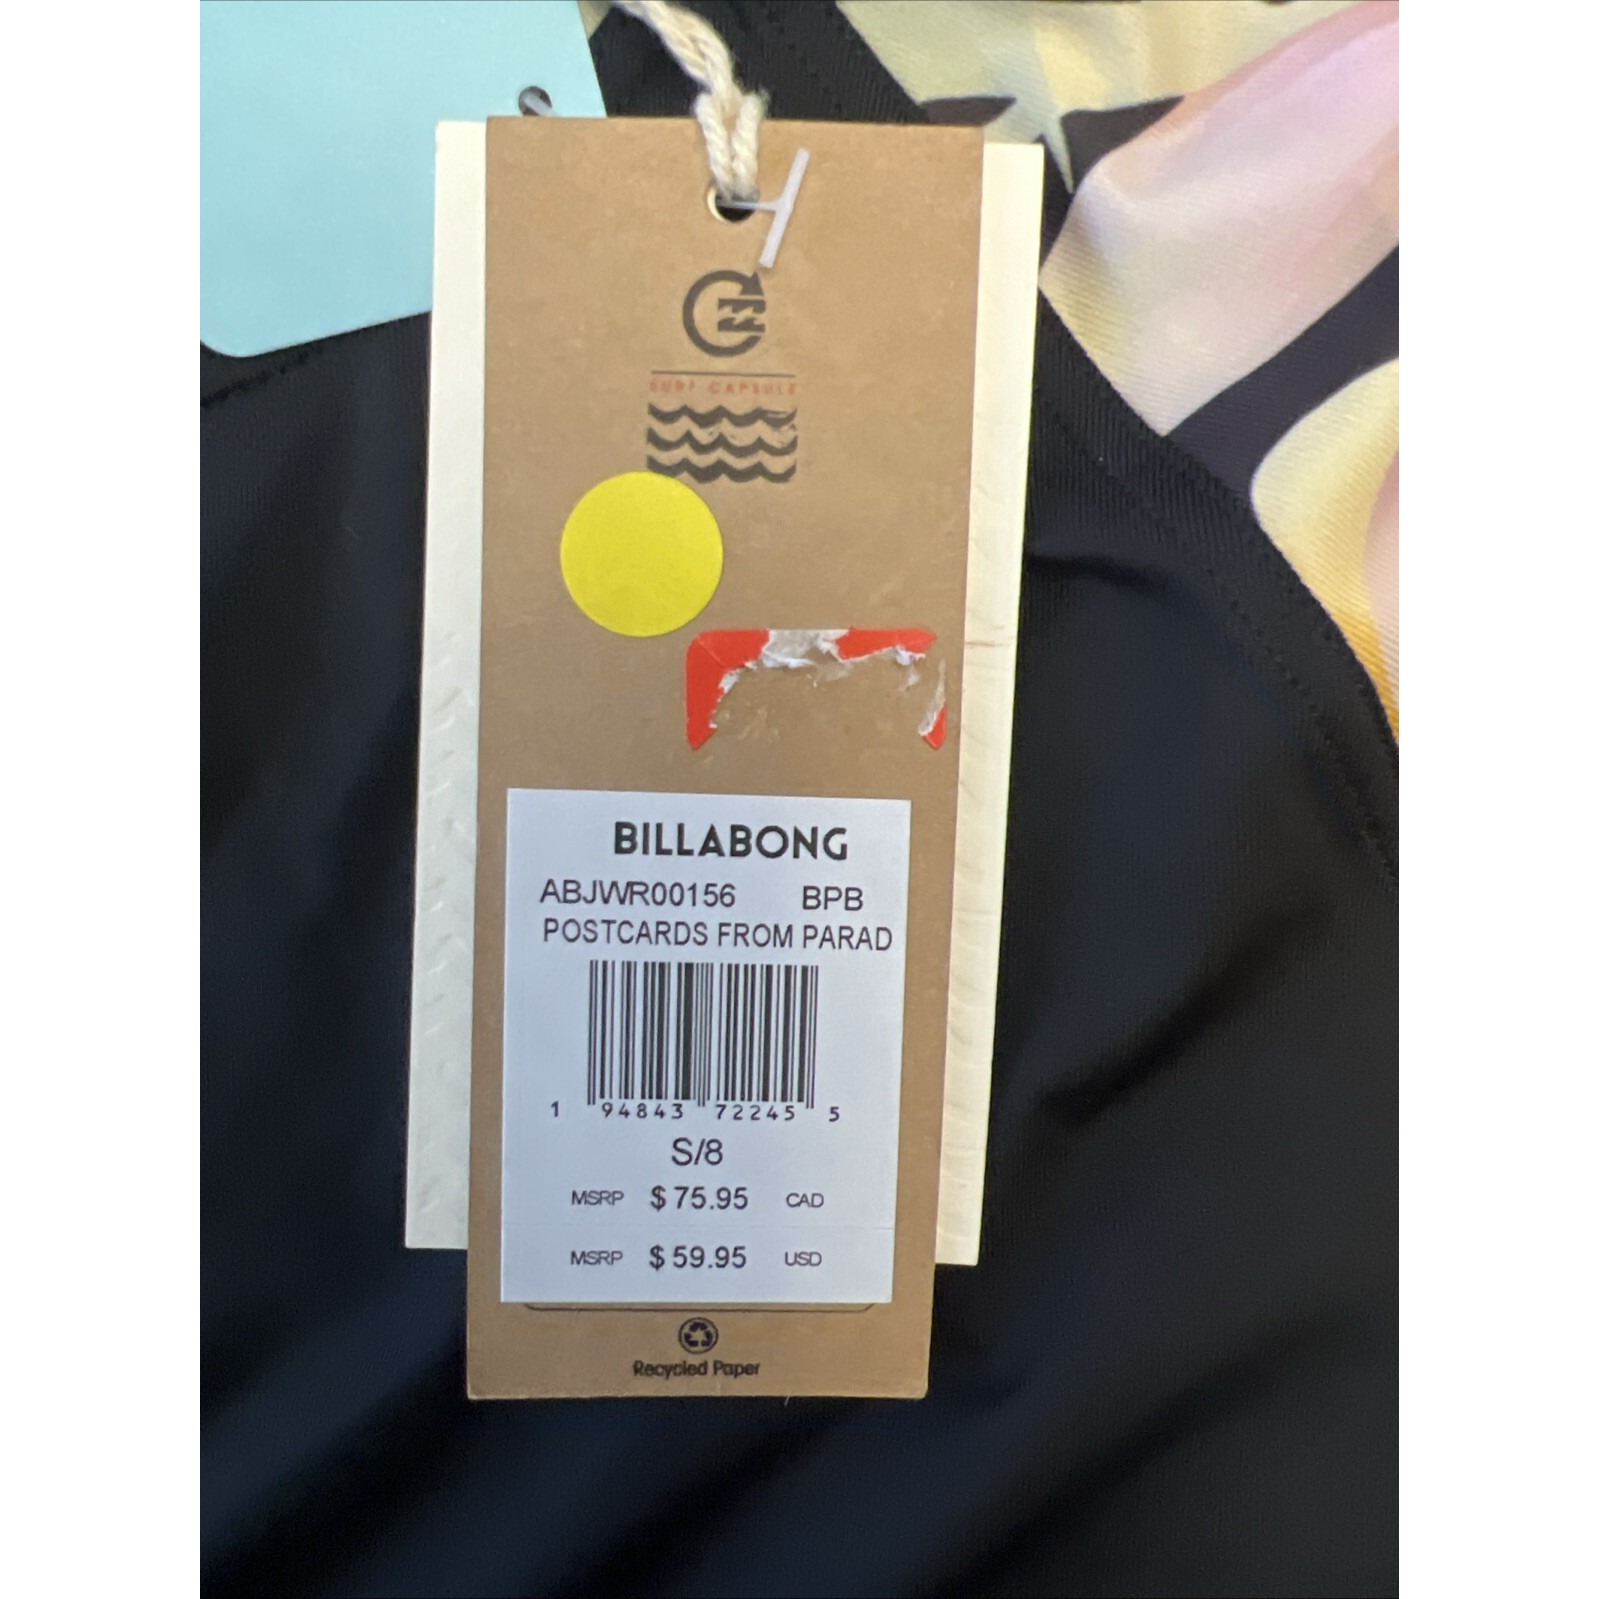 SURF CAPSULE
BILLABONG
ABJWR00156 BPB
POSTCARDS FROM PARAD
1 94843 72245 5
S/8
MSRP $ 75.95 CAD
MSRP $ 59.95 USD
Recycled Paper